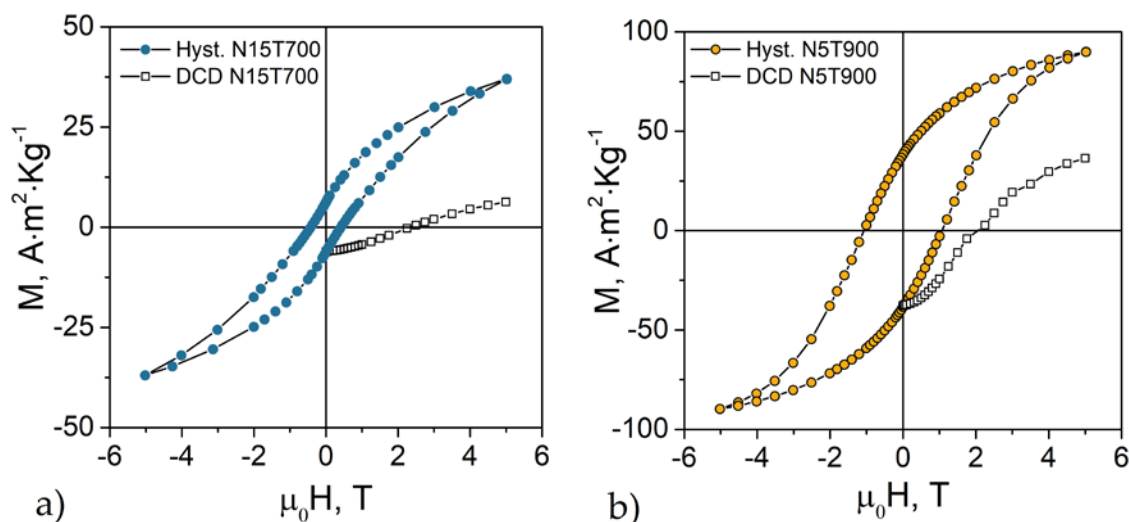 Hyst. N15T700
DCD N15T700
M, A·m²·Kg⁻¹
50
25
0
-25
-50
-6 -4 -2 0 2 4 6
μ₀H, T
a)
Hyst. N5T900
DCD N5T900
M, A·m²·Kg⁻¹
100
50
0
-50
-100
-6 -4 -2 0 2 4 6
μ₀H, T
b)